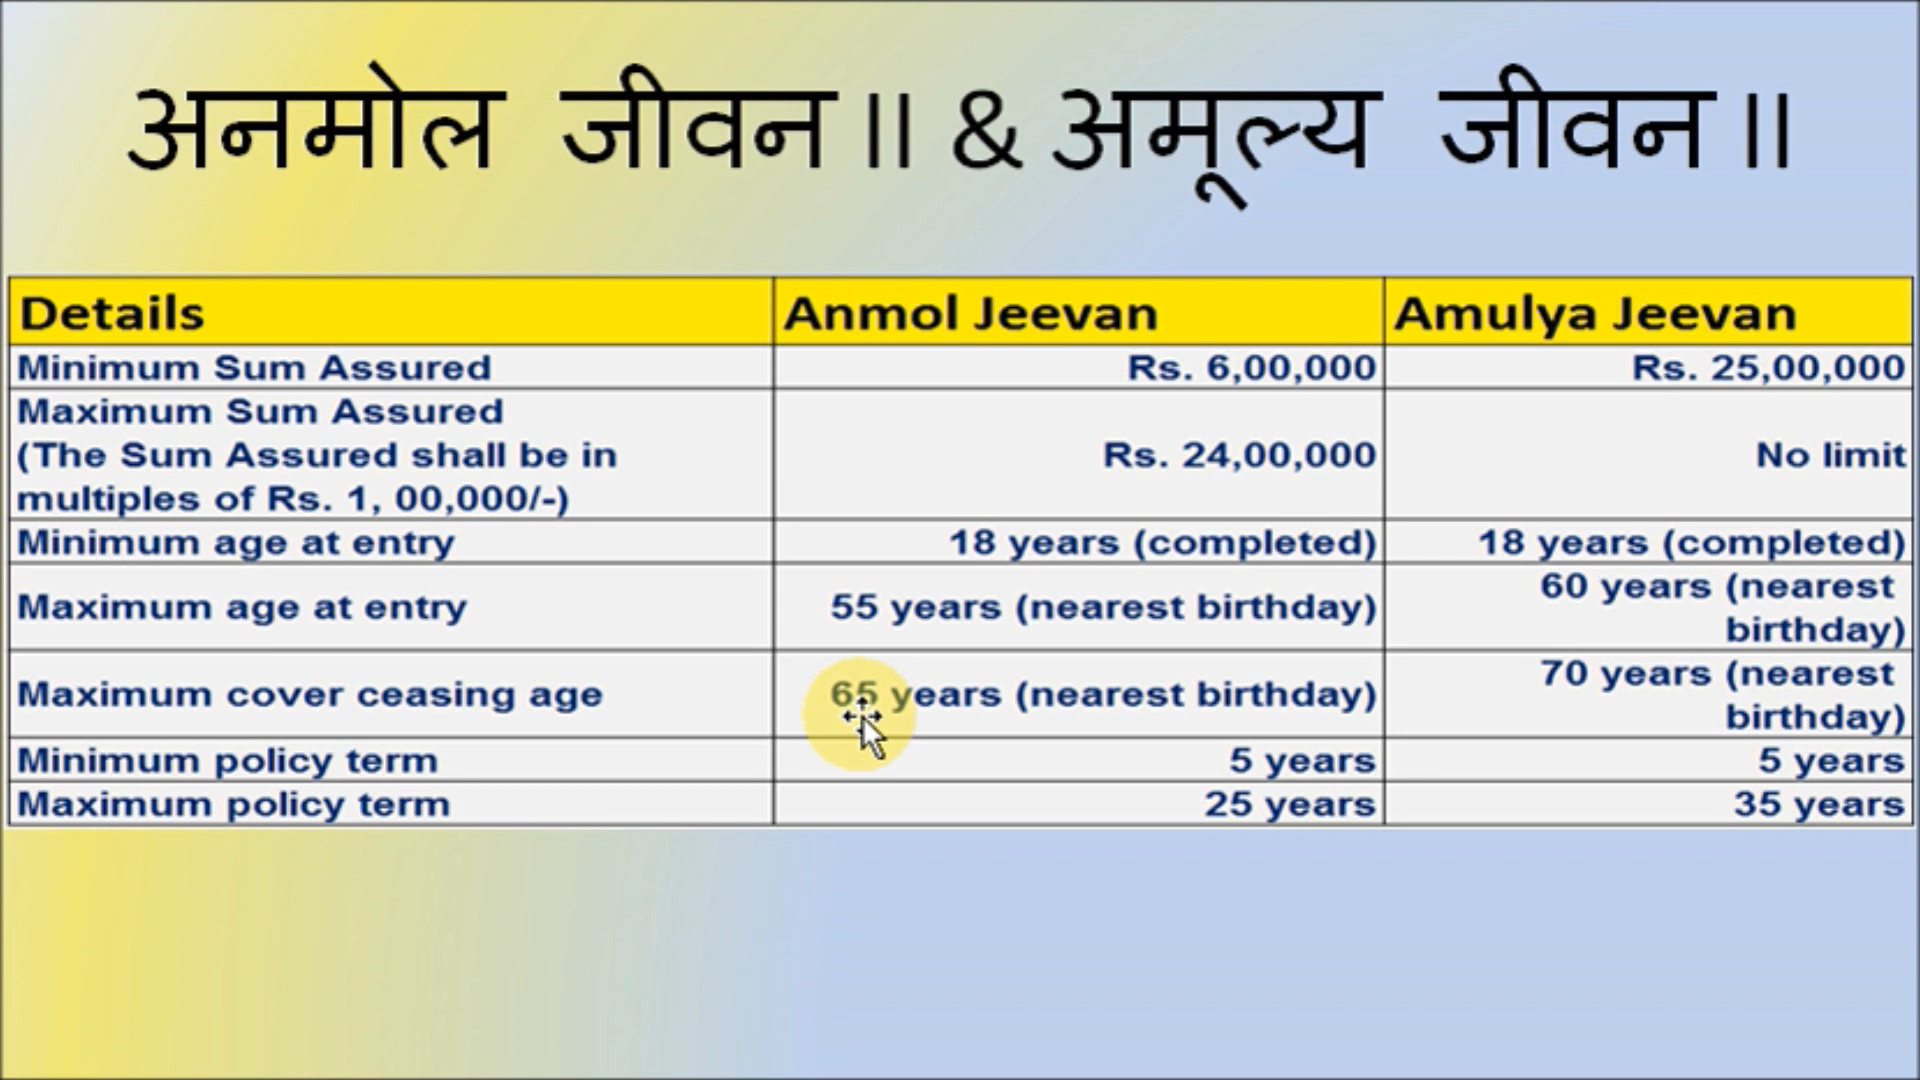 अनमोल जीवन II & अमूल्य जीवन II
Details Anmol Jeevan Amulya Jeevan
Minimum Sum Assured Rs. 6,00,000 Rs. 25,00,000
Maximum Sum Assured
(The Sum Assured shall be in
multiples of Rs. 1, 00,000/-) Rs. 24,00,000 No limit
Minimum age at entry 18 years (completed) 18 years (completed)
Maximum age at entry 55 years (nearest birthday) 60 years (nearest
birthday)
Maximum cover ceasing age 65 years (nearest birthday) 70 years (nearest
birthday)
Minimum policy term 5 years 5 years
Maximum policy term 25 years 35 years